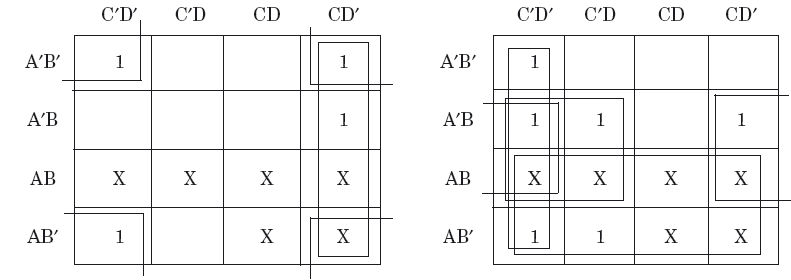 C′D′ C′D CD CD′ C′D′ C′D CD CD′
A′B′ 1 1 A′B′ 1
A′B 1 A′B 1 1 1
AB X X X X AB X X X X
AB′ 1 X X AB′ 1 1 X X